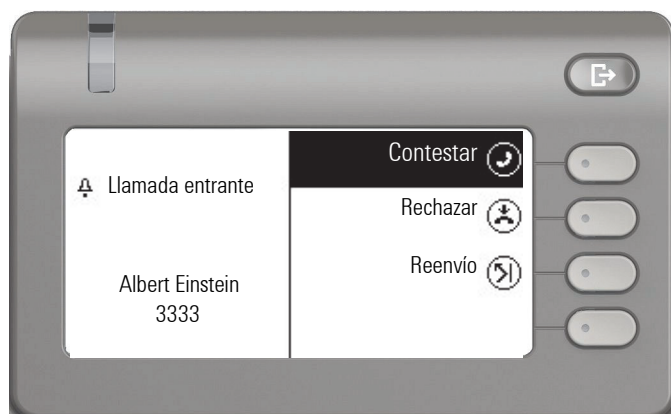 Llamada entrante
Albert Einstein
3333
Contestar
Rechazar
Reenvío